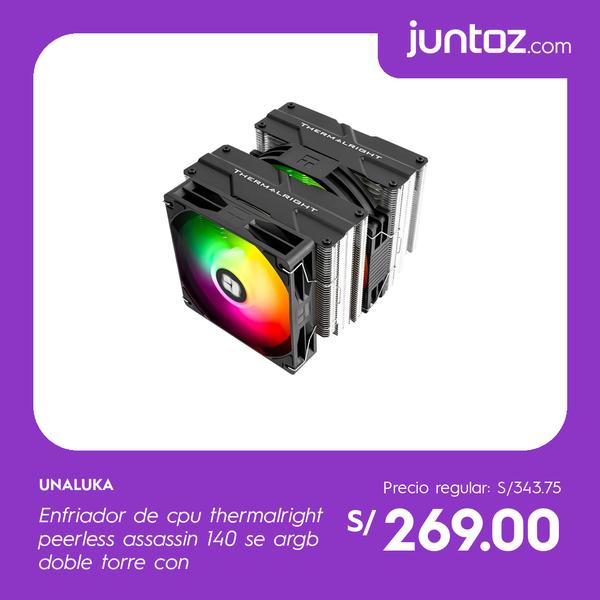 juntoz.com
THERMALRIGHT
THERMALRIGHT
UNALUKA
Enfriador de cpu thermalright
peerless assassin 140 se argb
doble torre con
Precio regular: S/343.75
S/ 269.00